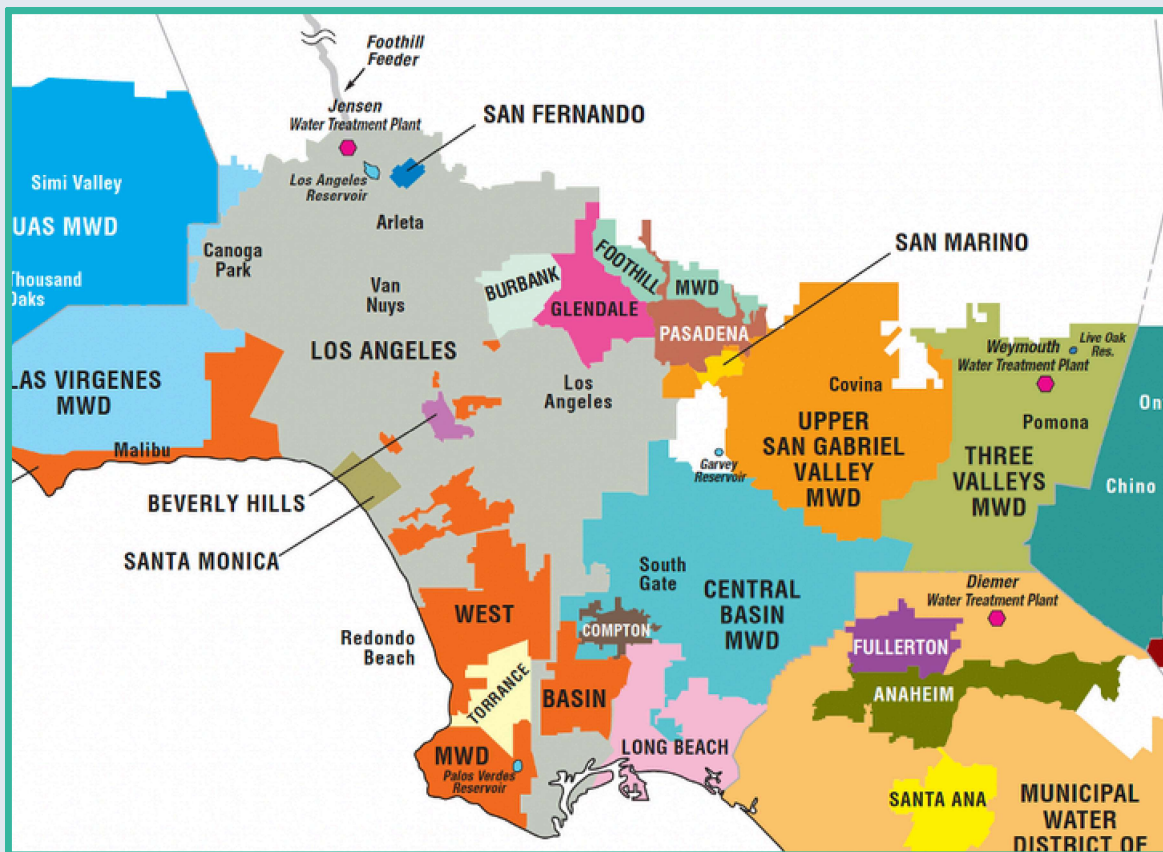 Foothill
Feeder
Jensen
Water Treatment Plant
SAN FERNANDO
Los Angeles
Reservoir
Simi Valley
UAS MWD
Arleta
Canoga
Park
Thousand
Oaks
Van
Nuys
BURBANK
FOOTHILL
MWD
SAN MARINO
GLENDALE
PASADENA
LOS ANGELES
Live Oak
Res.
Weymouth
Water Treatment Plant
LAS VIRGENES
MWD
Los
Angeles
Covina
On
Pomona
Malibu
UPPER
SAN GABRIEL
VALLEY
MWD
THREE
VALLEYS
MWD
Garvey
Reservoir
Chino
BEVERLY HILLS
SANTA MONICA
South
Gate
CENTRAL
BASIN
MWD
Diemer
Water Treatment Plant
WEST
COMPTON
Redondo
Beach
FULLERTON
TORRANCE
BASIN
ANAHEIM
MWD
LONG BEACH
Palos Verdes
Reservoir
SANTA ANA
MUNICIPAL
WATER
DISTRICT OF